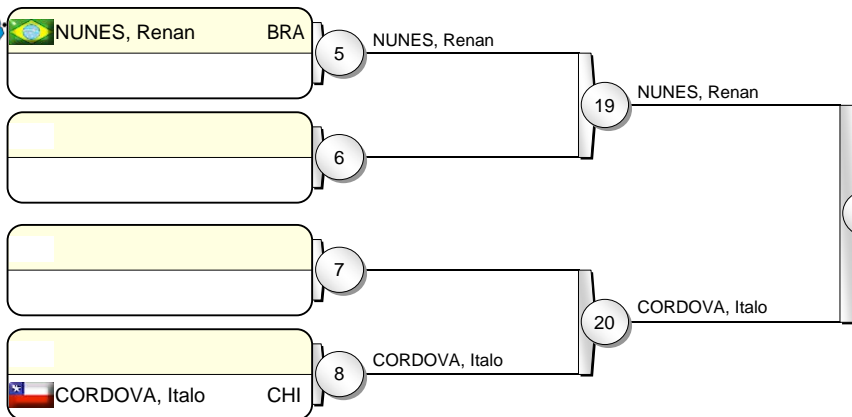 NUNES, Renan BRA
5
NUNES, Renan
19
NUNES, Renan
6
7
20
CORDOVA, Italo
8
CORDOVA, Italo
CORDOVA, Italo CHI